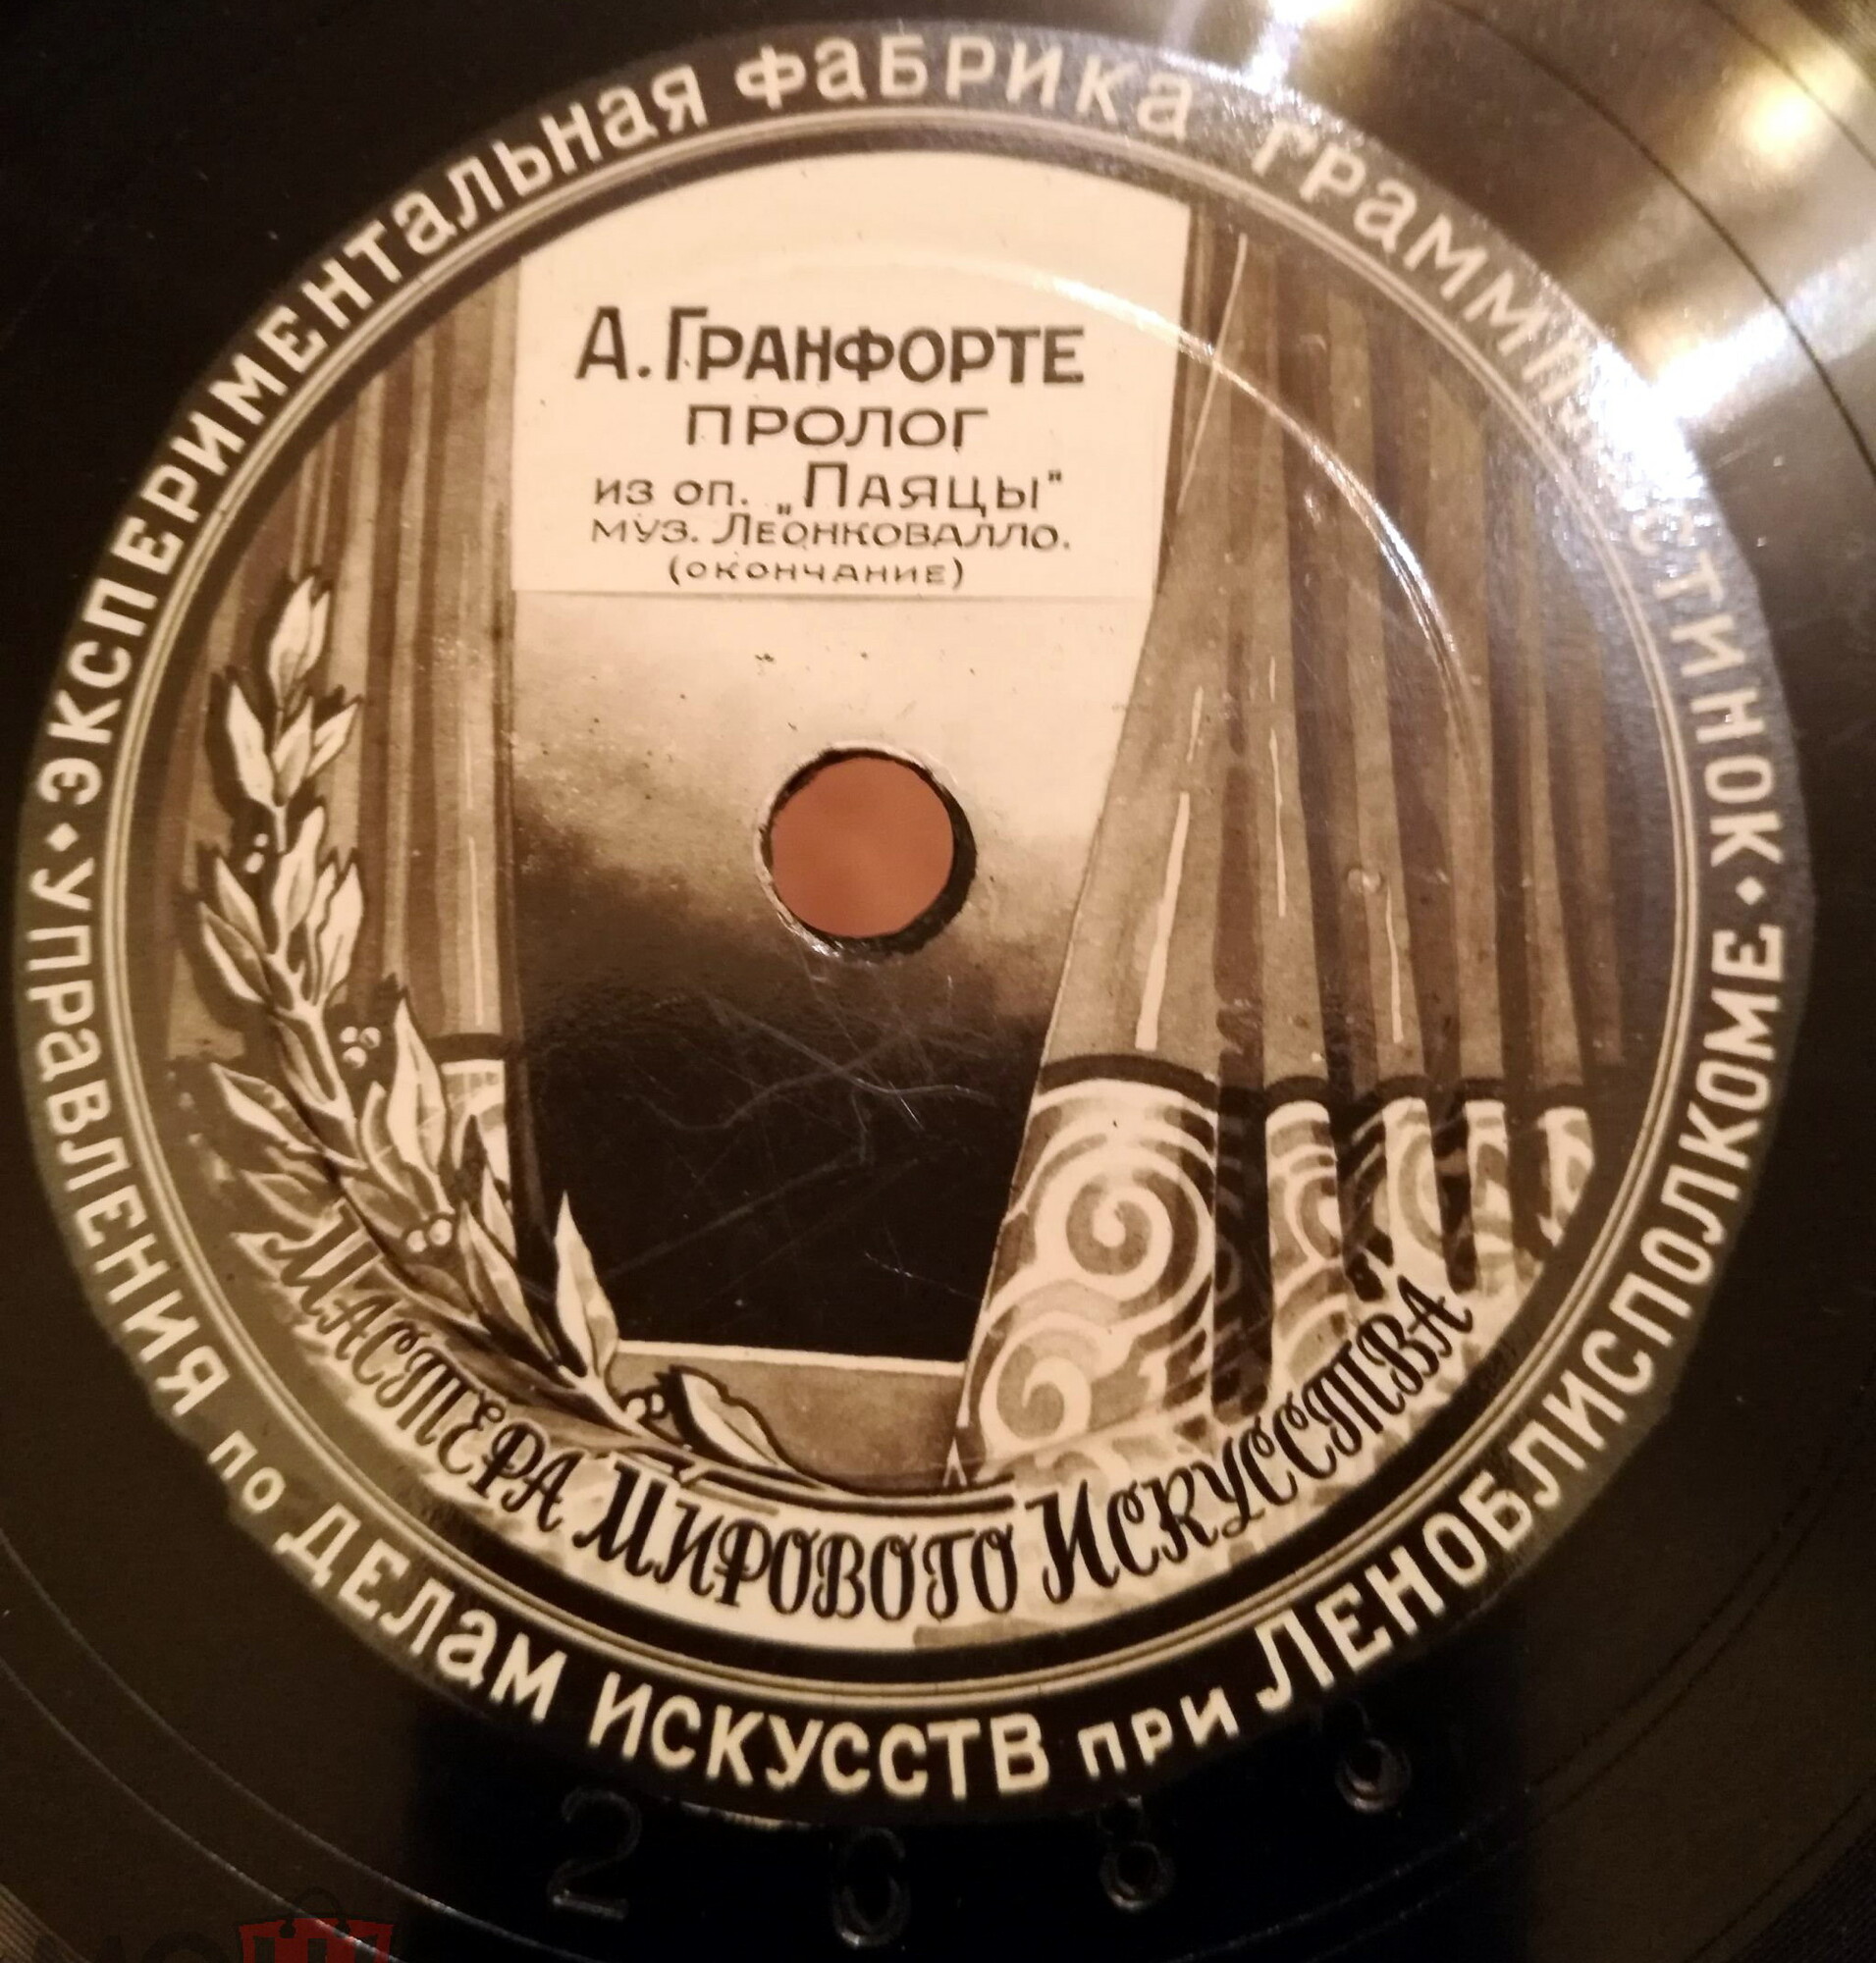 ЭКСПЕРИМЕНТАЛЬНАЯ ФАБРИКА ГРАММПЛАСТИНОК
А. ГРАНФОРТЕ
ПРОЛОГ
ИЗ ОП. „ПАЯЦЫ"
МУЗ. ЛЕОНКОВАЛЛО.
(ОКОНЧАНИЕ)
МАСТЕРА МИРОВОГО ИСКУССТВА
УПРАВЛЕНИЯ ПО ДЕЛАМ ИСКУССТВ ПРИ ЛЕНОБЛИСПОЛКОМЕ